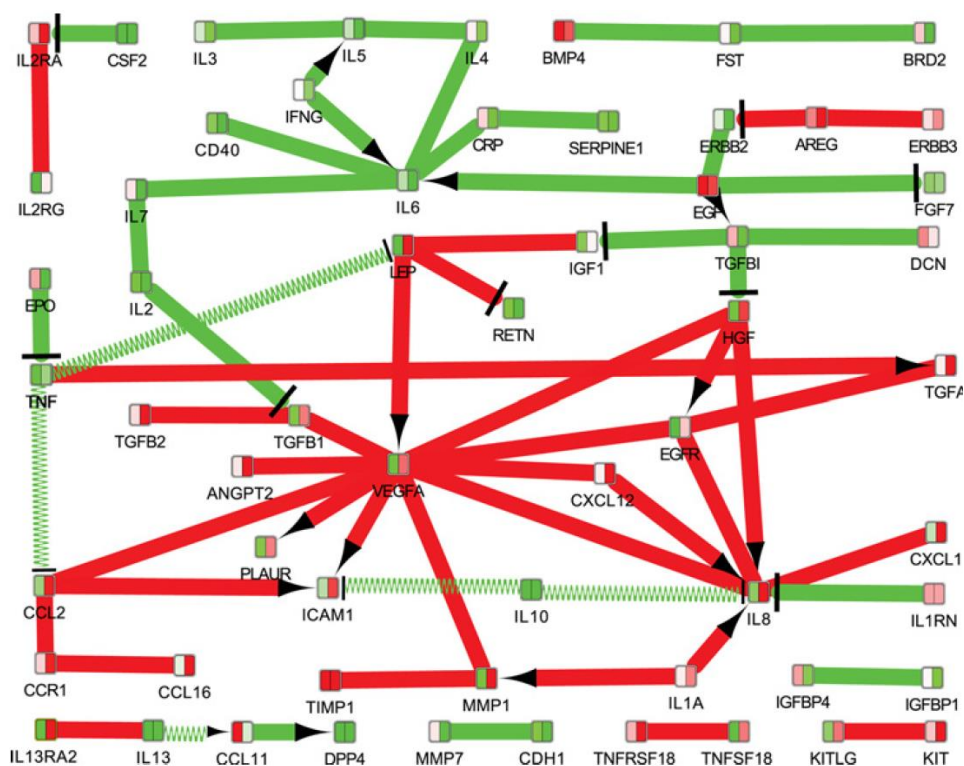 IL2RA
CSF2
IL3
IL5
IL4
BMP4
FST
BRD2
IFNG
CD40
CRP
SERPINE1
ERBB2
AREG
ERBB3
IL2RG
IL7
IL6
EGF
FGF7
LEP
IGF1
TGFBI
DCN
EPO
IL2
RETN
HGF
TNF
TGFA
TGFB2
TGFB1
EGFR
ANGPT2
VEGFA
CXCL12
PLAUR
CXCL1
CCL2
ICAM1
IL10
IL8
IL1RN
CCR1
CCL16
TIMP1
MMP1
IL1A
IGFBP4
IGFBP1
IL13RA2
IL13
CCL11
DPP4
MMP7
CDH1
TNFRSF18
TNFSF18
KITLG
KIT